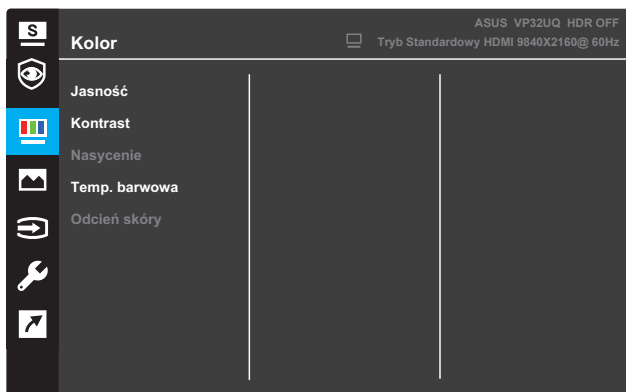 S
ASUS VP32UQ HDR OFF
Kolor
Tryb Standardowy HDMI 9840X2160@ 60Hz
Jasność
Kontrast
Nasycenie
Temp. barwowa
Odcień skóry